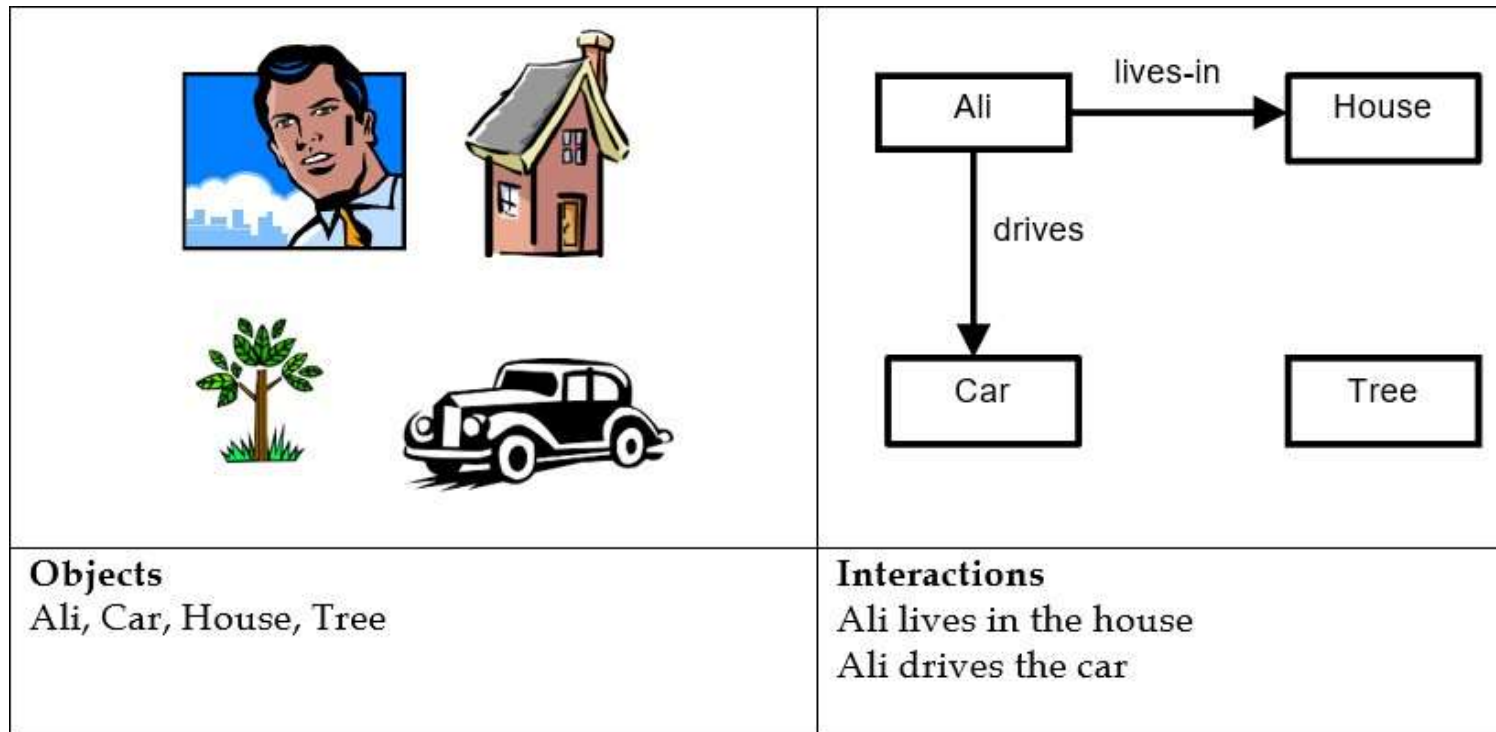 lives-in
Ali
House
drives
Car
Tree
Objects
Ali, Car, House, Tree
Interactions
Ali lives in the house
Ali drives the car